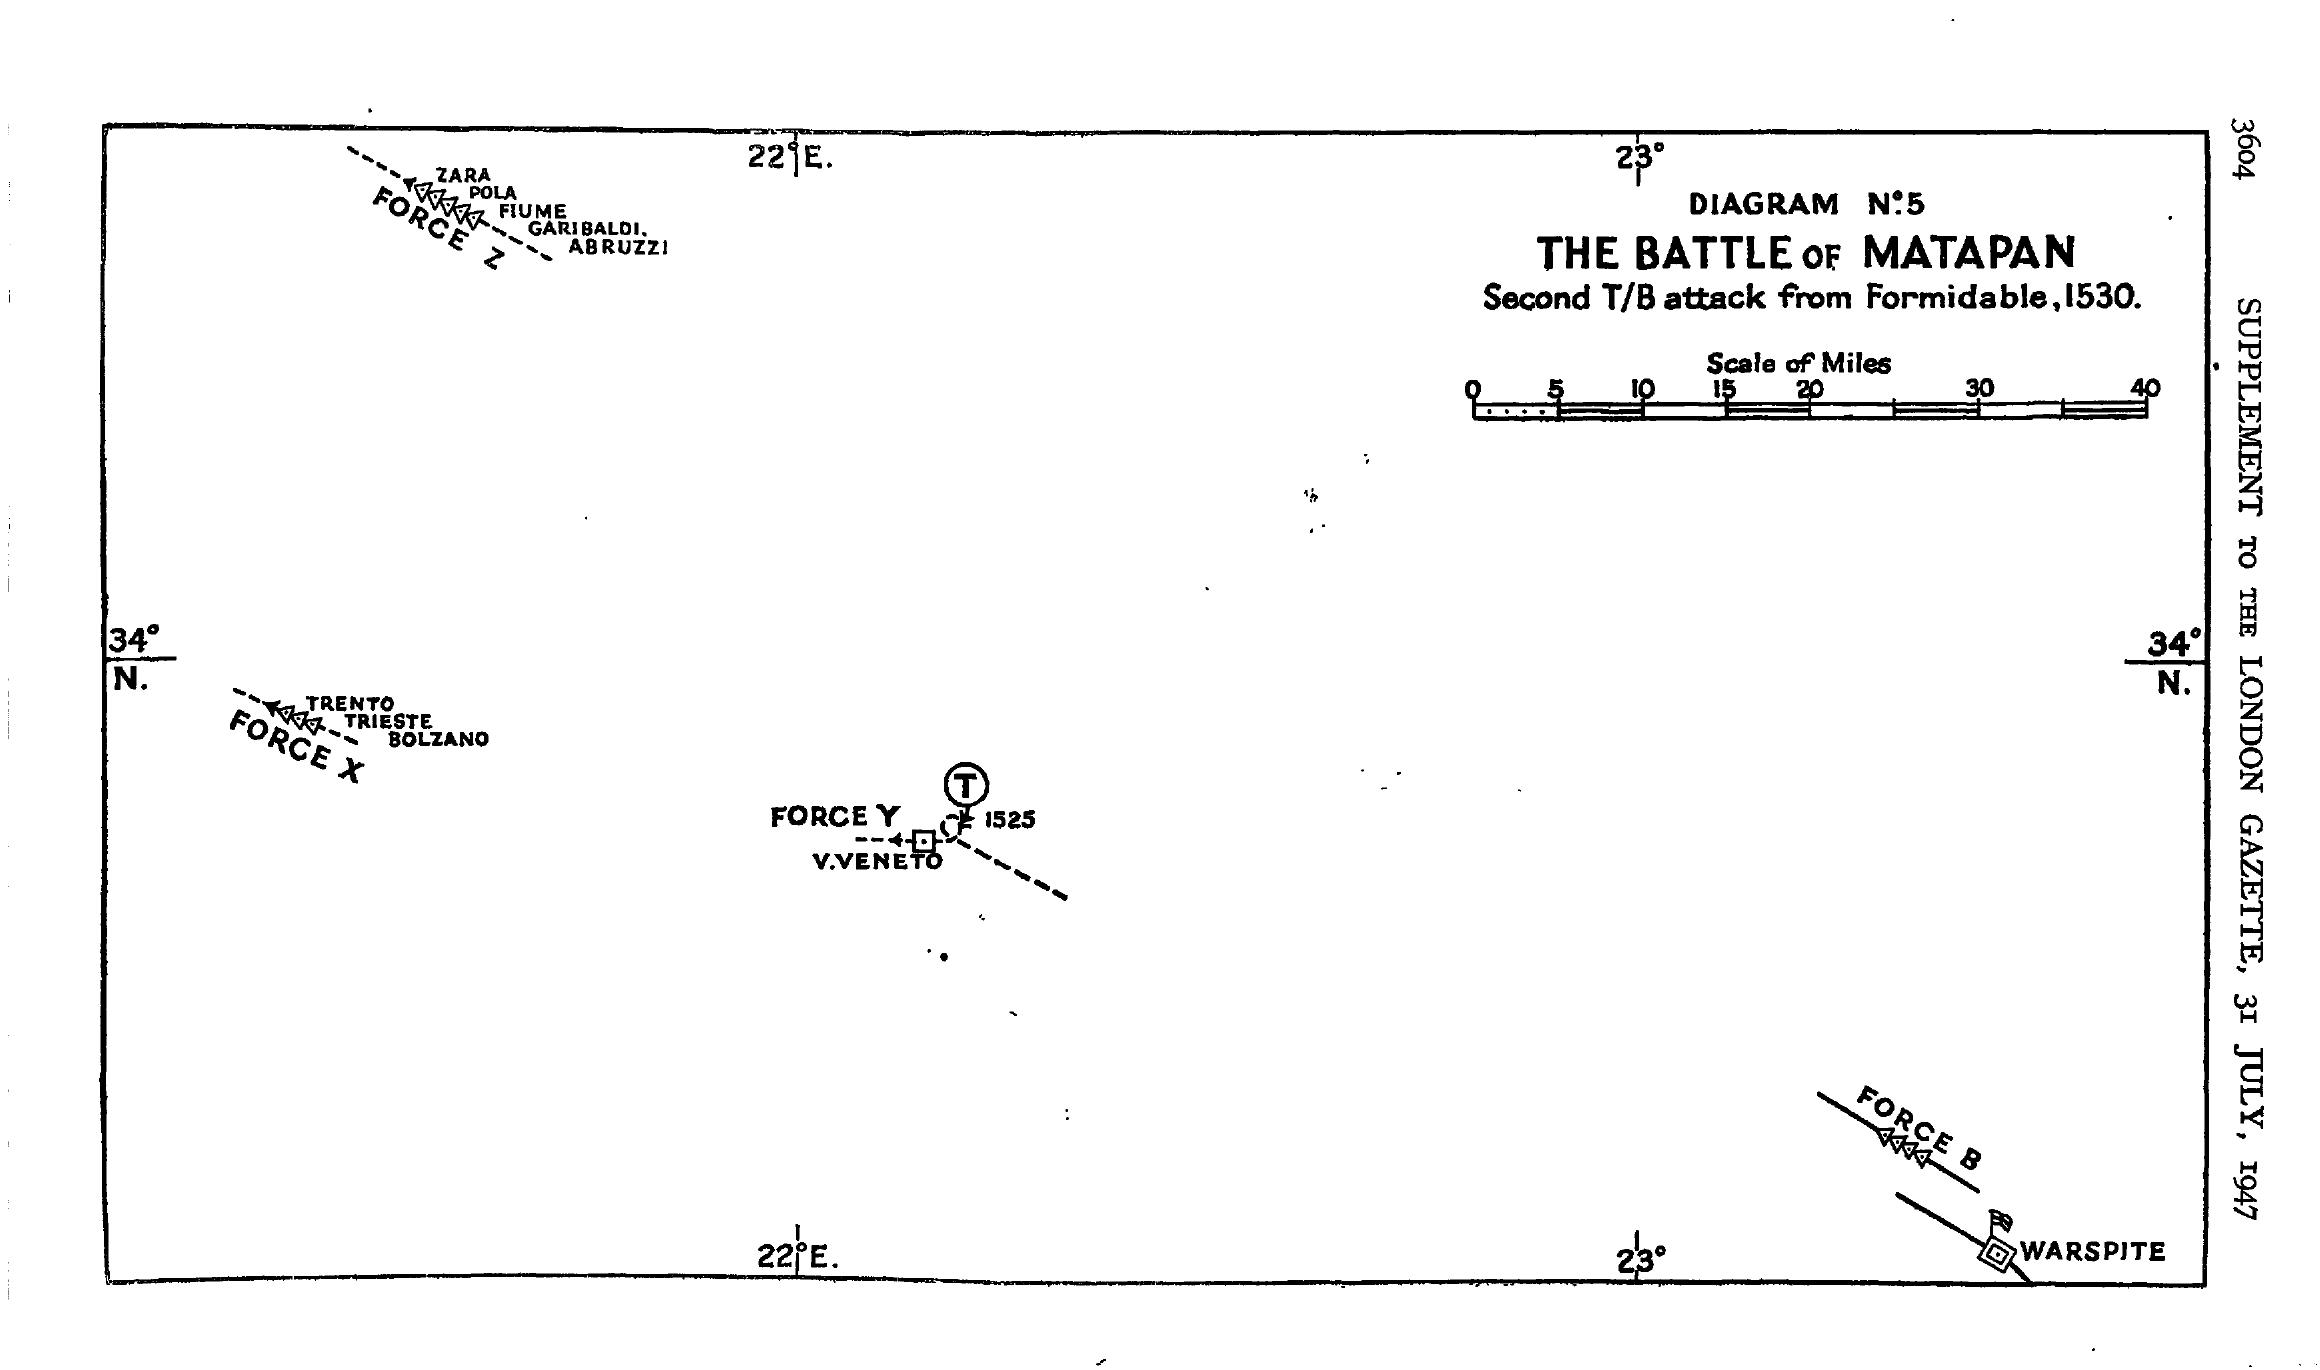 3604 SUPPLEMENT TO THE LONDON GAZETTE, 31 JULY, 1947
22° E.
23°
DIAGRAM Nº. 5
THE BATTLE OF MATAPAN
Second T/B attack from Formidable, 1530.
Scale of Miles
0 5 10 15 20 30 40
ZARA
POLA
FIUME
GARIBALDI.
ABRUZZI
FORCE Z
34°
N.
34°
N.
TRENTO
TRIESTE
BOLZANO
FORCE X
T
1525
FORCE Y
V.VENETO
FORCE B
WARSPITE
22° E.
23°